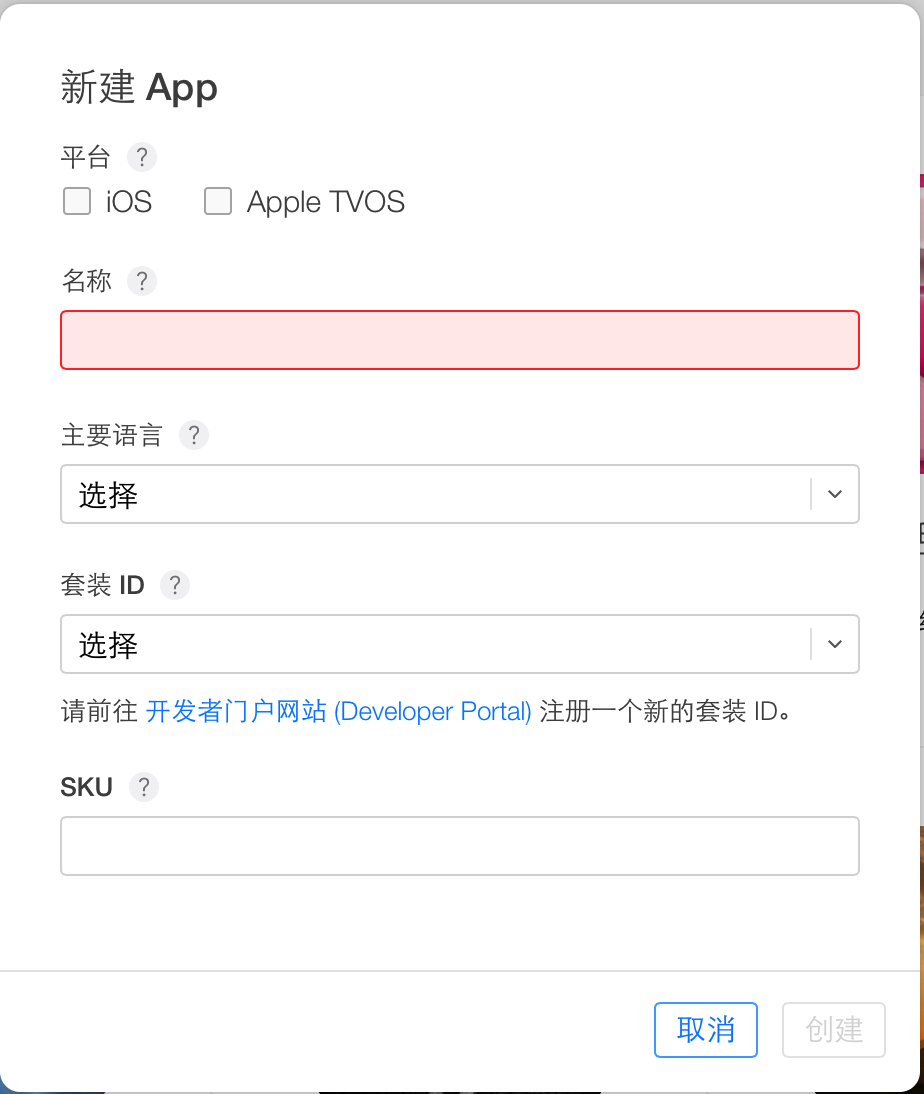 新建 App
平台 ?
iOS Apple TVOS
名称 ?
主要语言 ?
选择
套装 ID ?
选择
请前往 开发者门户网站 (Developer Portal) 注册一个新的套装 ID。
SKU ?
取消 创建